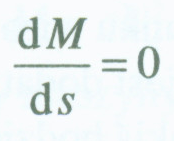 dM/ds = 0